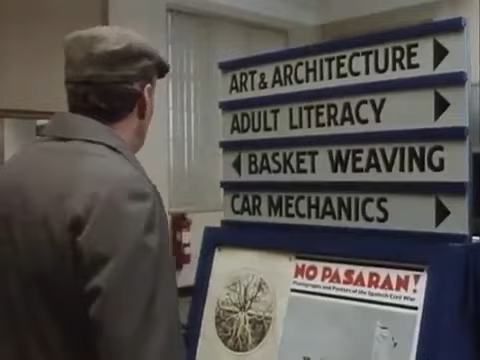 ART & ARCHITECTURE
ADULT LITERACY
BASKET WEAVING
CAR MECHANICS
NO PASARAN!
Photographs and Posters of the Spanish Civil War